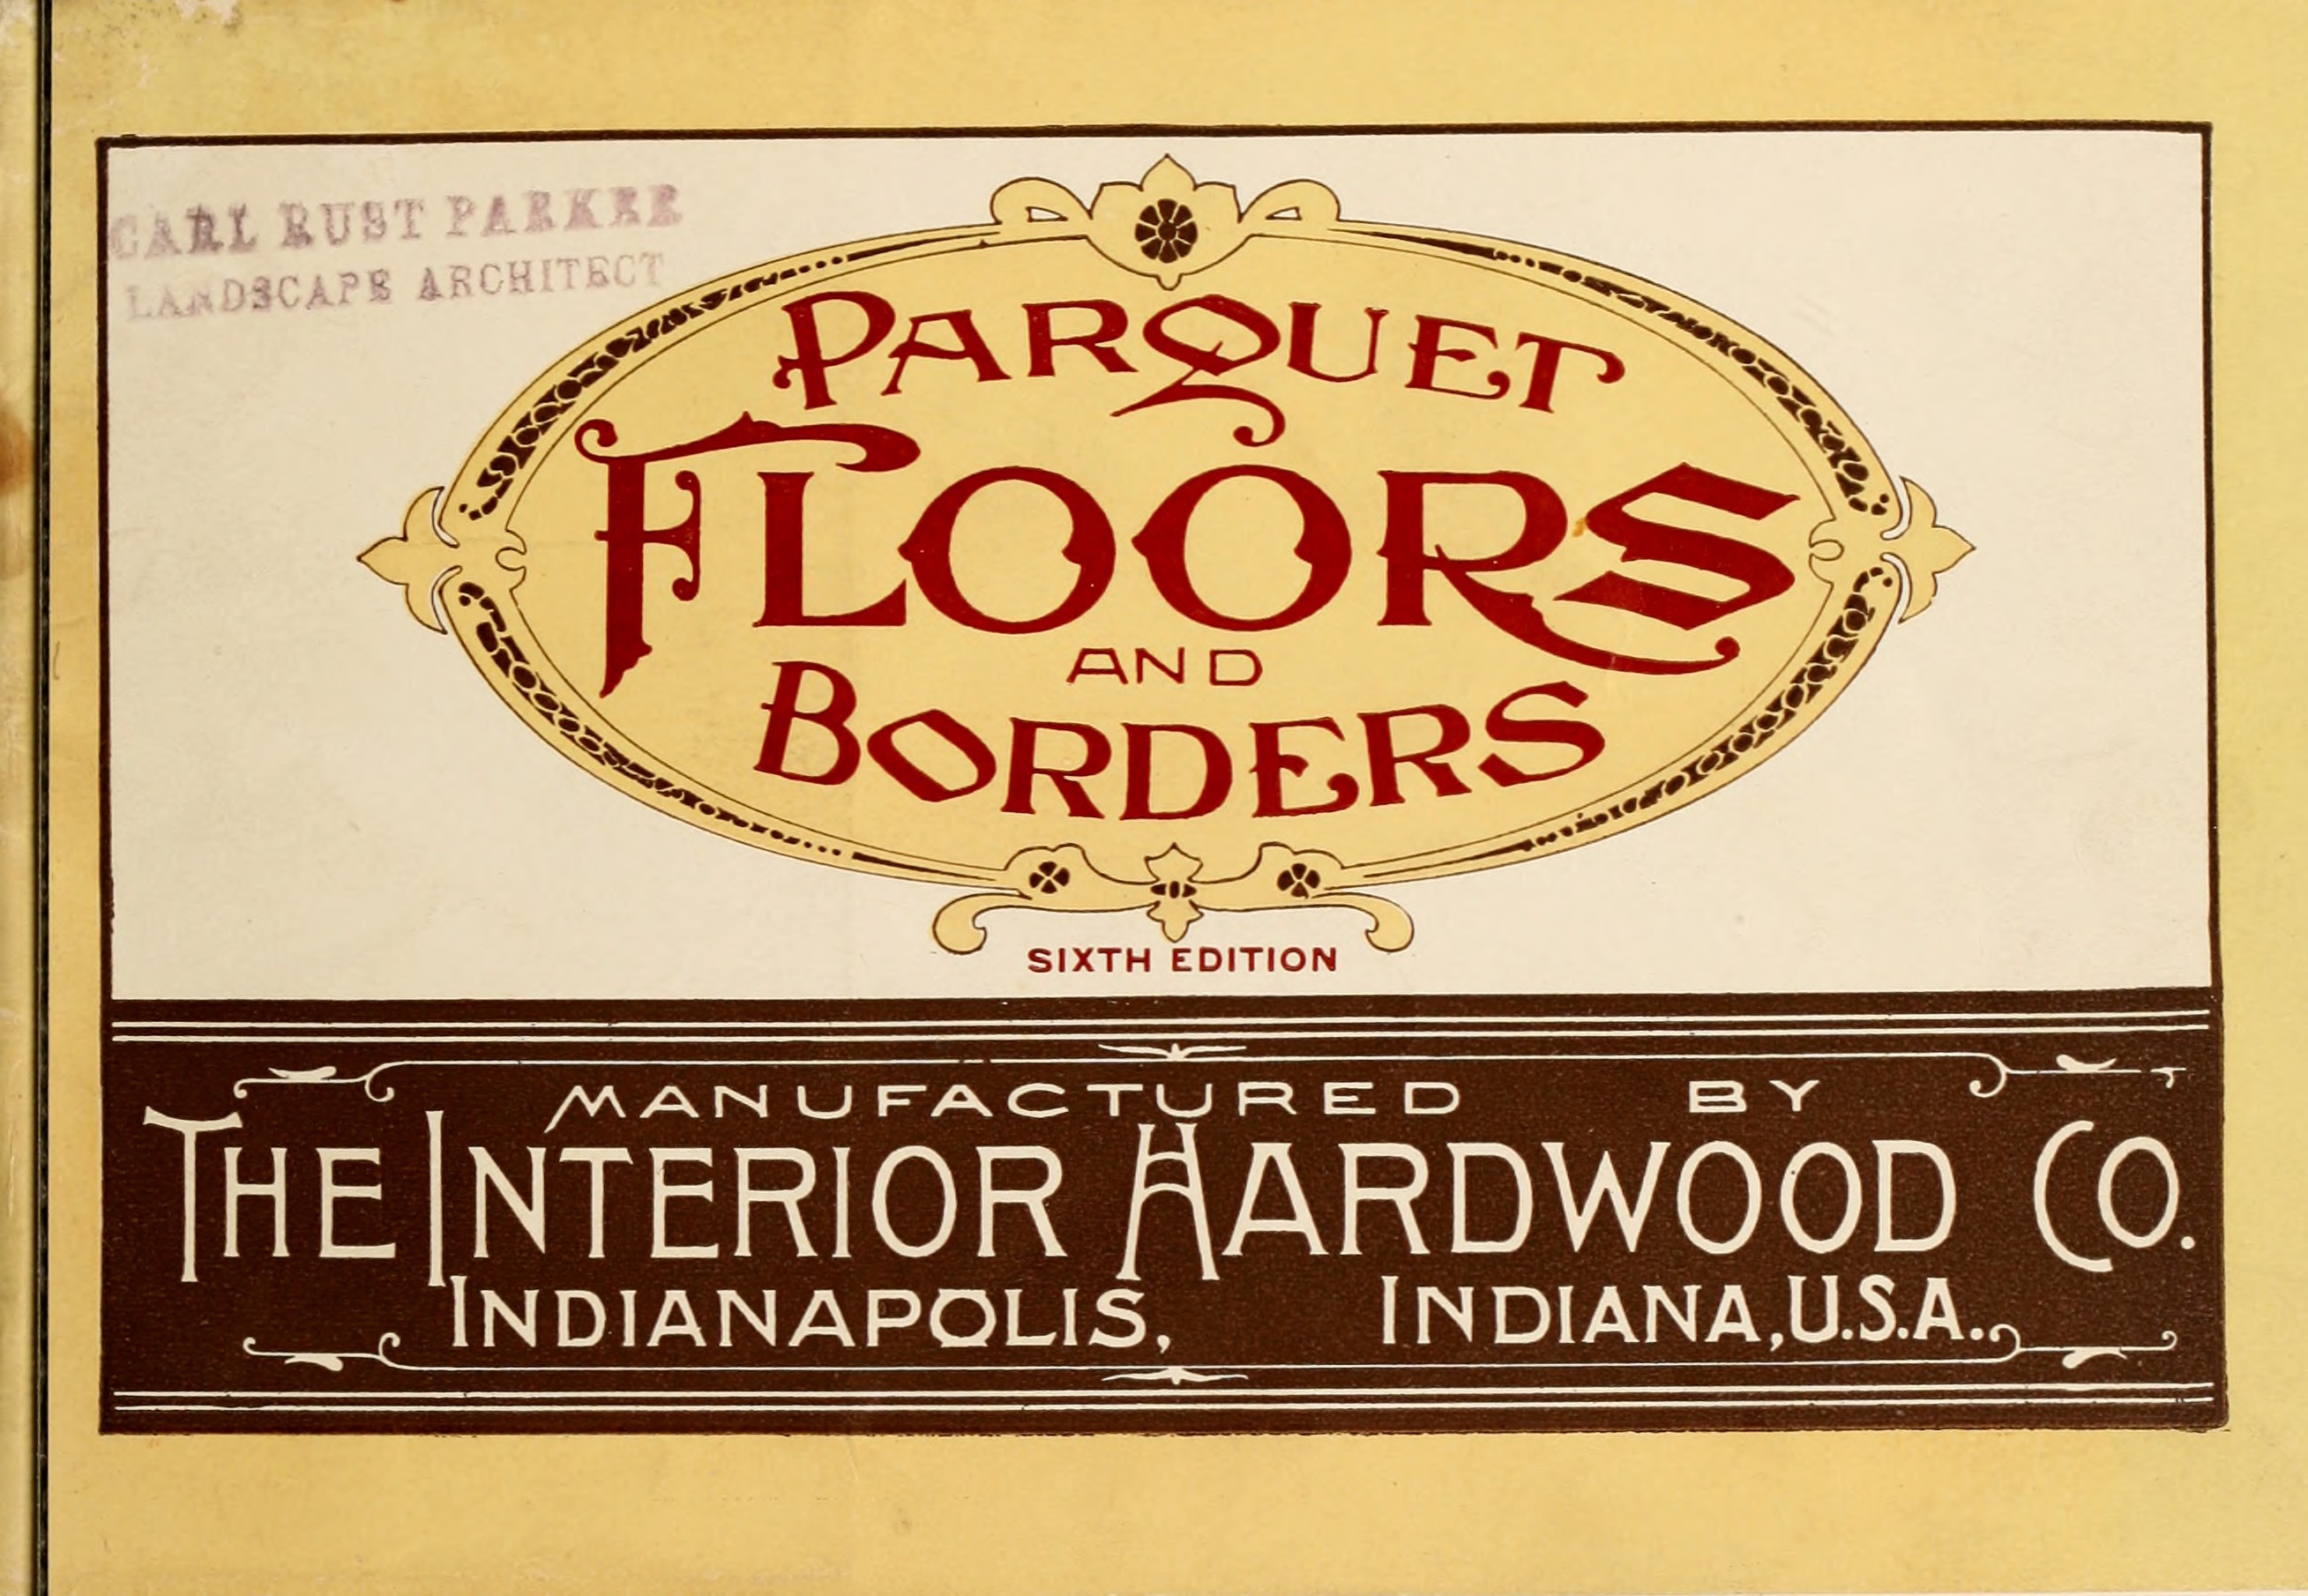 CARL RUST PARKER
LANDSCAPE ARCHITECT
PARQUET
FLOORS
AND
BORDERS
SIXTH EDITION
MANUFACTURED BY
THE INTERIOR HARDWOOD CO.
INDIANAPOLIS, INDIANA, U.S.A.